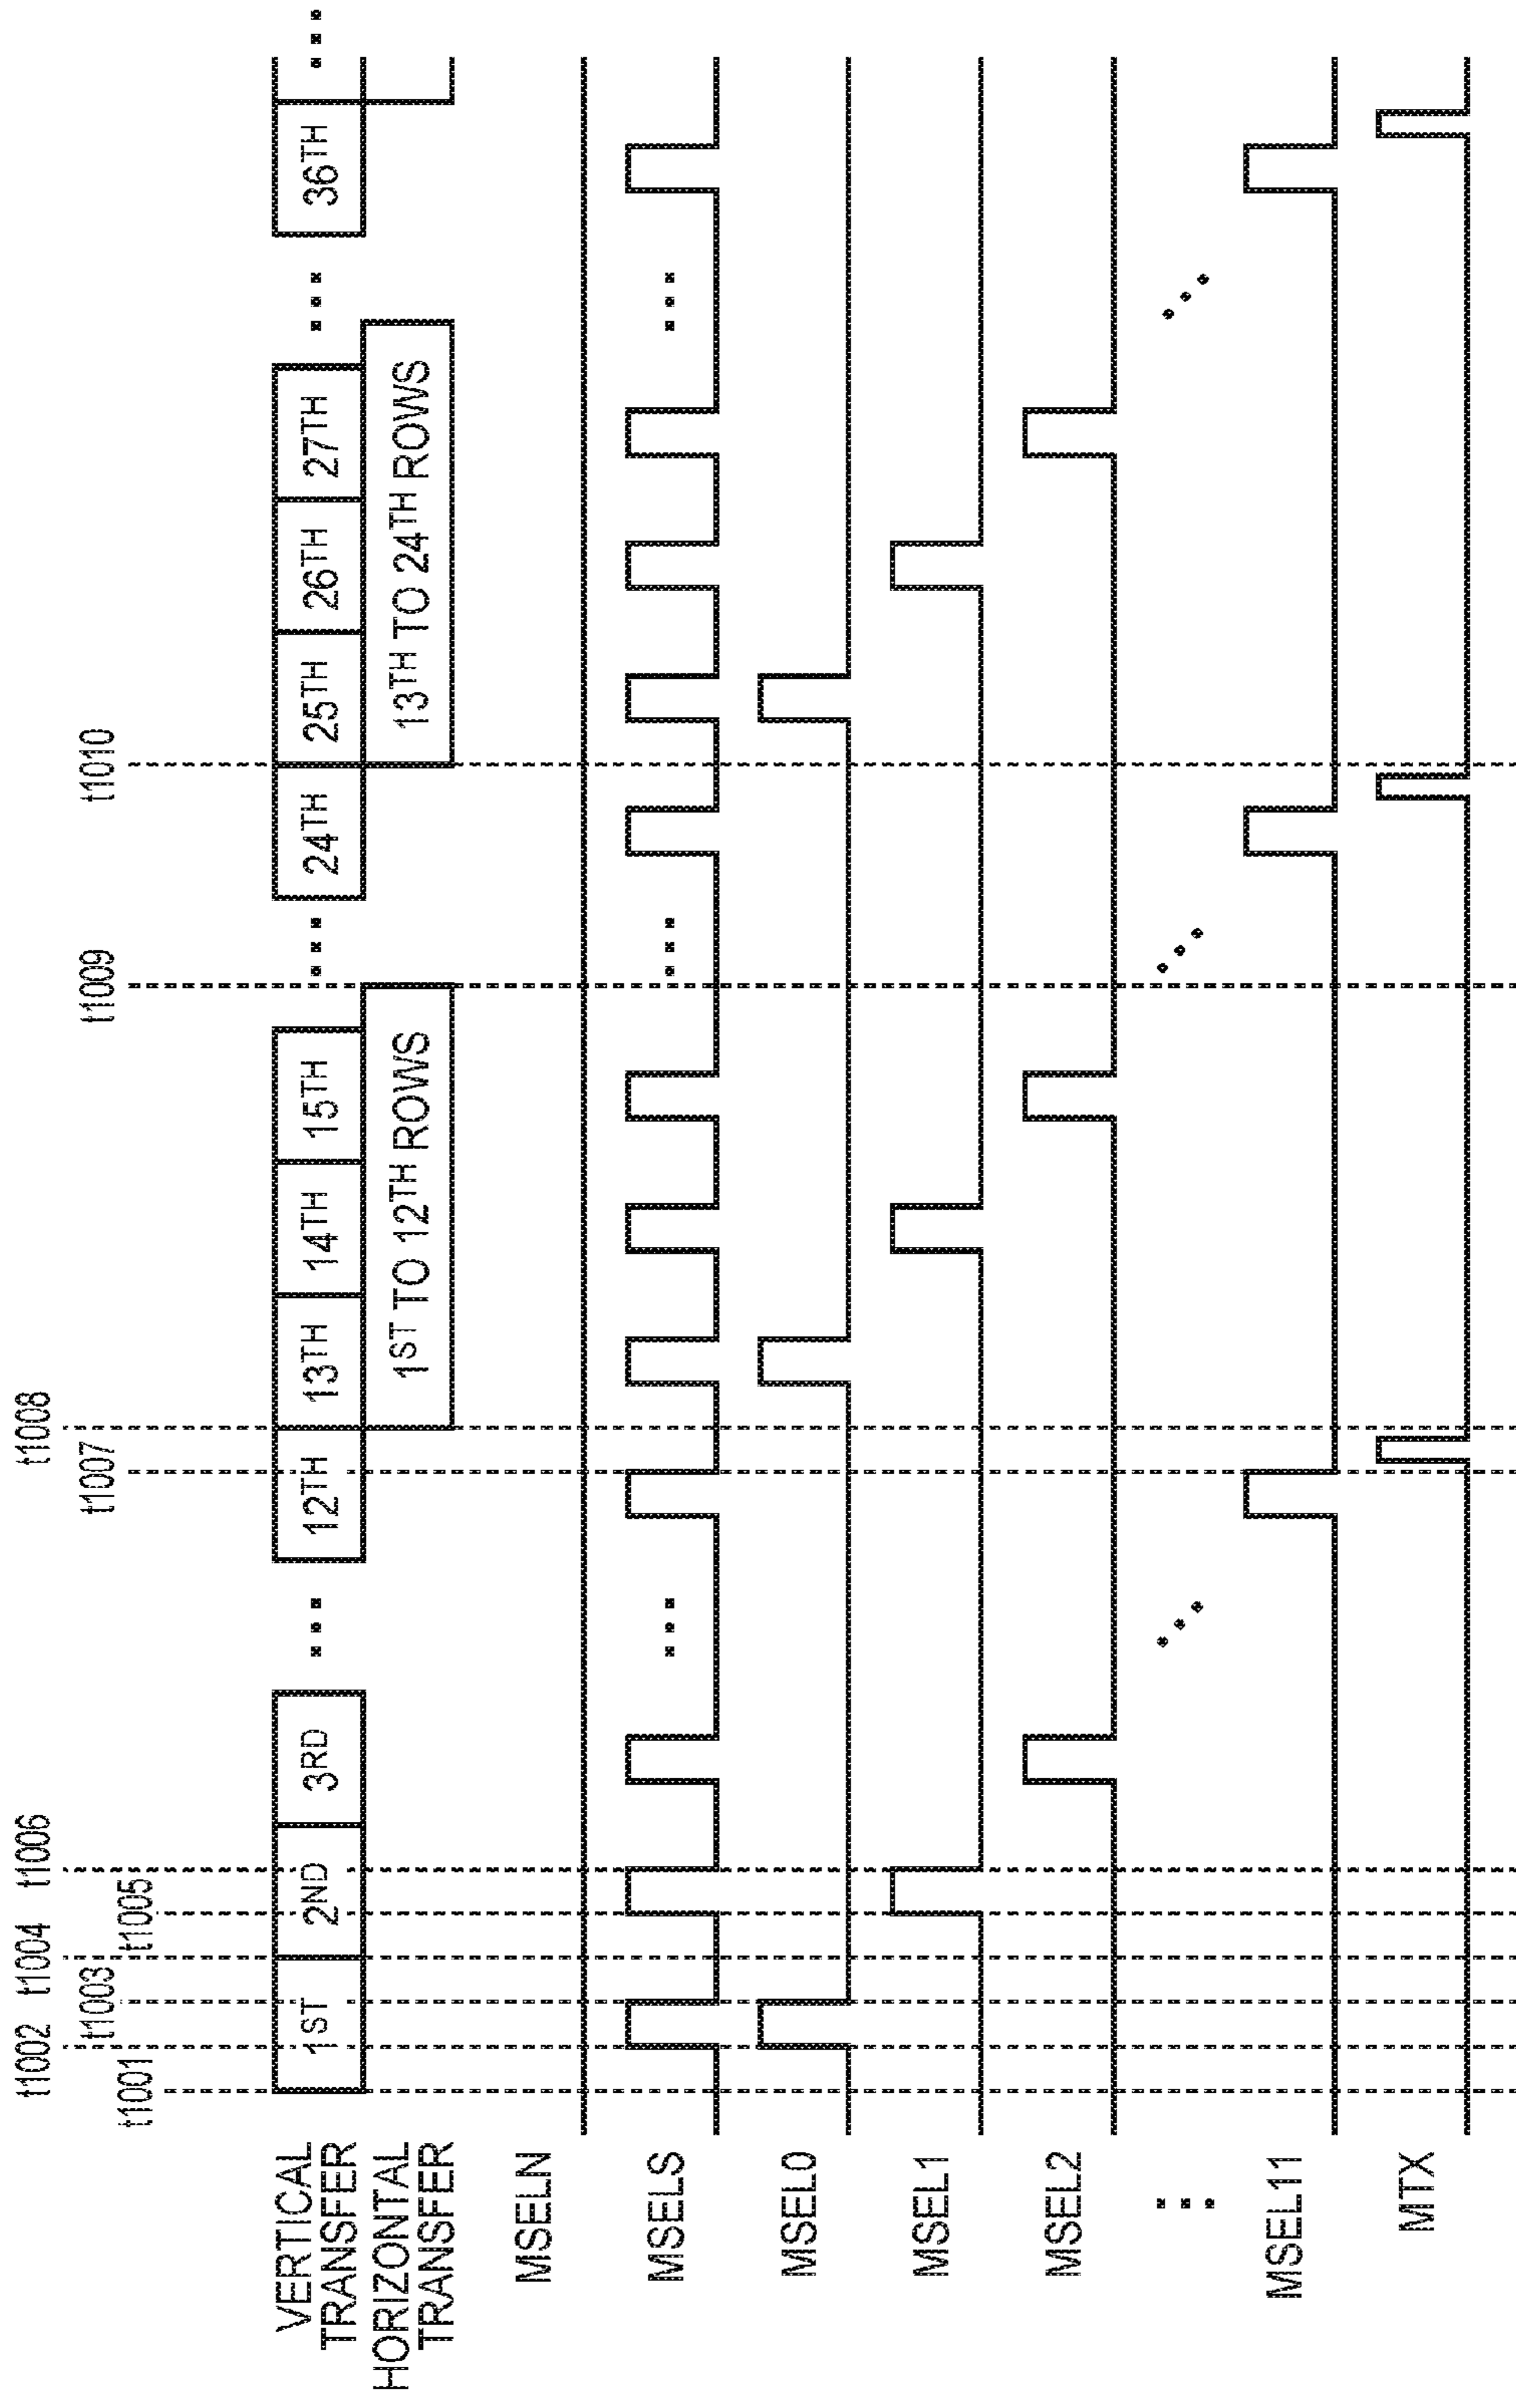 t1002 t1004 t1006 t1008
t1001 t1003 t1005 t1007 t1009 t1010
VERTICAL
TRANSFER
1ST 2ND 3RD ... 12TH 13TH 14TH 15TH ... 24TH 25TH 26TH 27TH ... 36TH ...
HORIZONTAL
TRANSFER
1ST TO 12TH ROWS 13TH TO 24TH ROWS
MSELN
MSELS ... ... ...
MSEL0
MSEL1
MSEL2
... ... ... ...
MSEL11
MTX